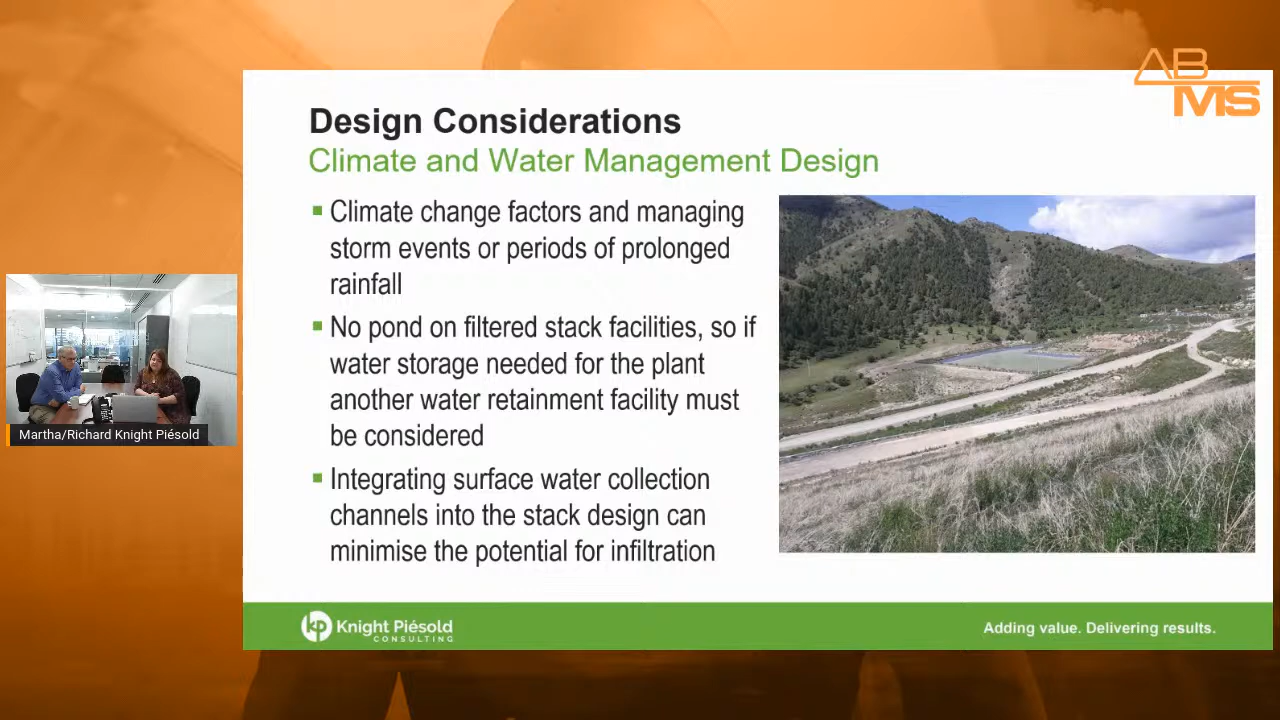 AB
MS
Design Considerations
Climate and Water Management Design
Climate change factors and managing
storm events or periods of prolonged
rainfall
No pond on filtered stack facilities, so if
water storage needed for the plant
another water retainment facility must
be considered
Integrating surface water collection
channels into the stack design can
minimise the potential for infiltration
Martha/Richard Knight Piésold
kp Knight Piésold
CONSULTING
Adding value. Delivering results.